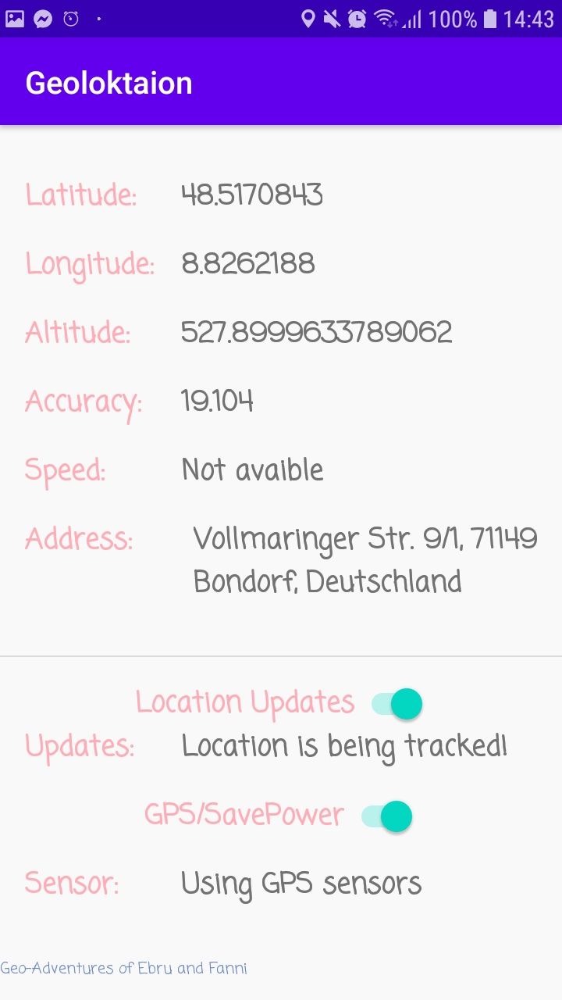 100% 14:43
Geoloktaion
Latitude: 48.5170843
Longitude: 8.8262188
Altitude: 527.8999633789062
Accuracy: 19.104
Speed: Not avaible
Address: Vollmaringer Str. 9/1, 71149
Bondorf, Deutschland
Location Updates
Updates: Location is being tracked!
GPS/SavePower
Sensor: Using GPS sensors
Geo-Adventures of Ebru and Fanni